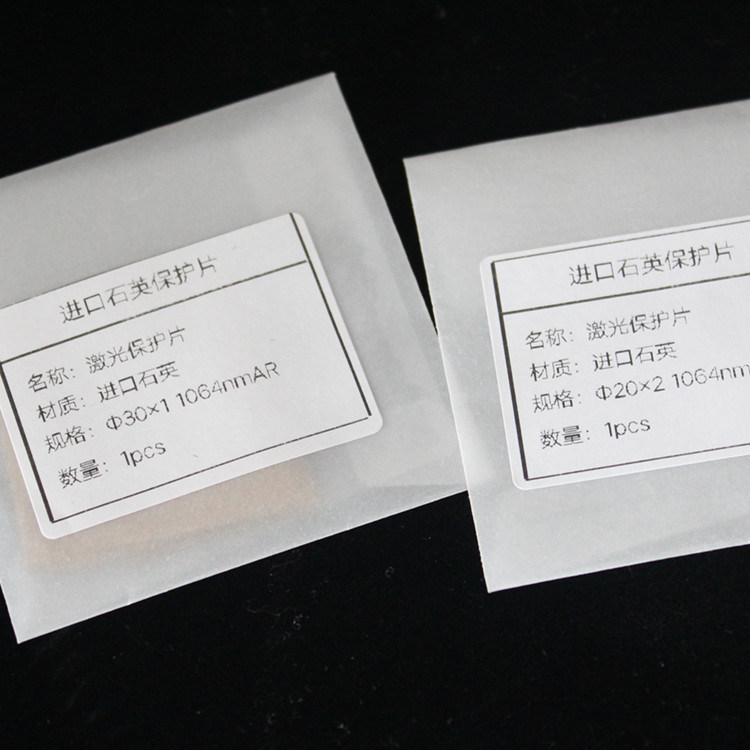 进口石英保护片
名称：激光保护片
材质：进口石英
规格：Φ30×1 1064nmAR
数量：1pcs
进口石英保护片
名称：激光保护片
材质：进口石英
规格：Φ20×2 1064nm
数量：1pcs